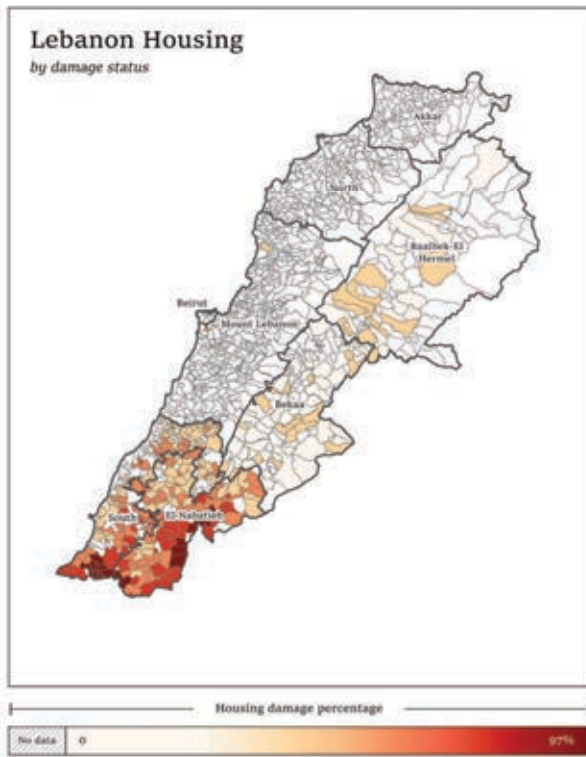 Lebanon Housing
by damage status
Akkar
North
Baalbek-El
Hermel
Beirut
Mount Lebanon
Bekaa
South
El-Nabatieh
Housing damage percentage
No data
0
97%